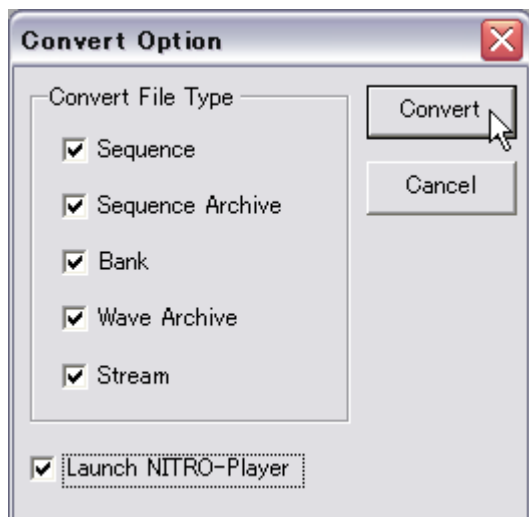 Convert Option
Convert File Type
Convert
Sequence
Sequence Archive
Cancel
Bank
Wave Archive
Stream
Launch NITRO-Player